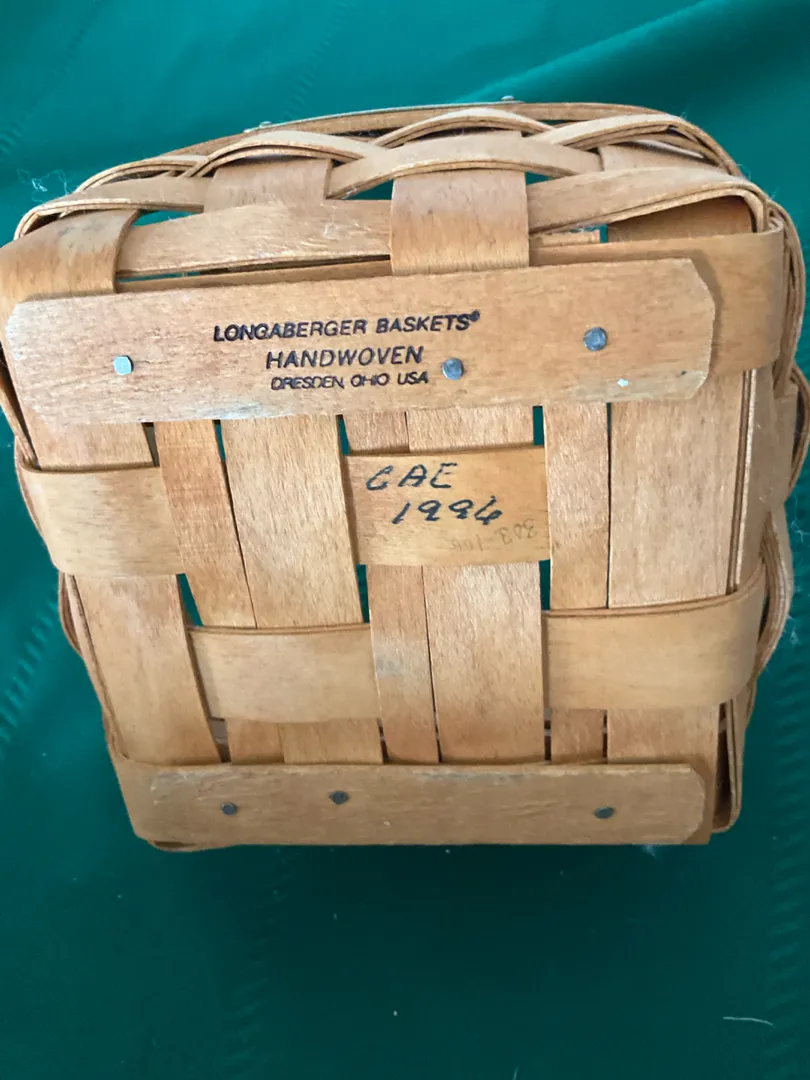 LONGABERGER BASKETS®
HANDWOVEN
DRESDEN, OHIO USA
CAE
1994